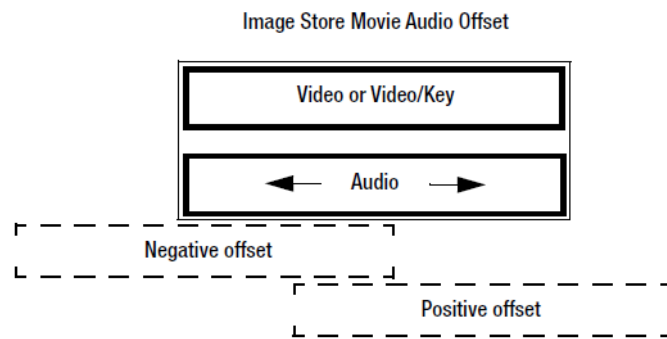 Image Store Movie Audio Offset
Video or Video/Key
Audio
Negative offset
Positive offset